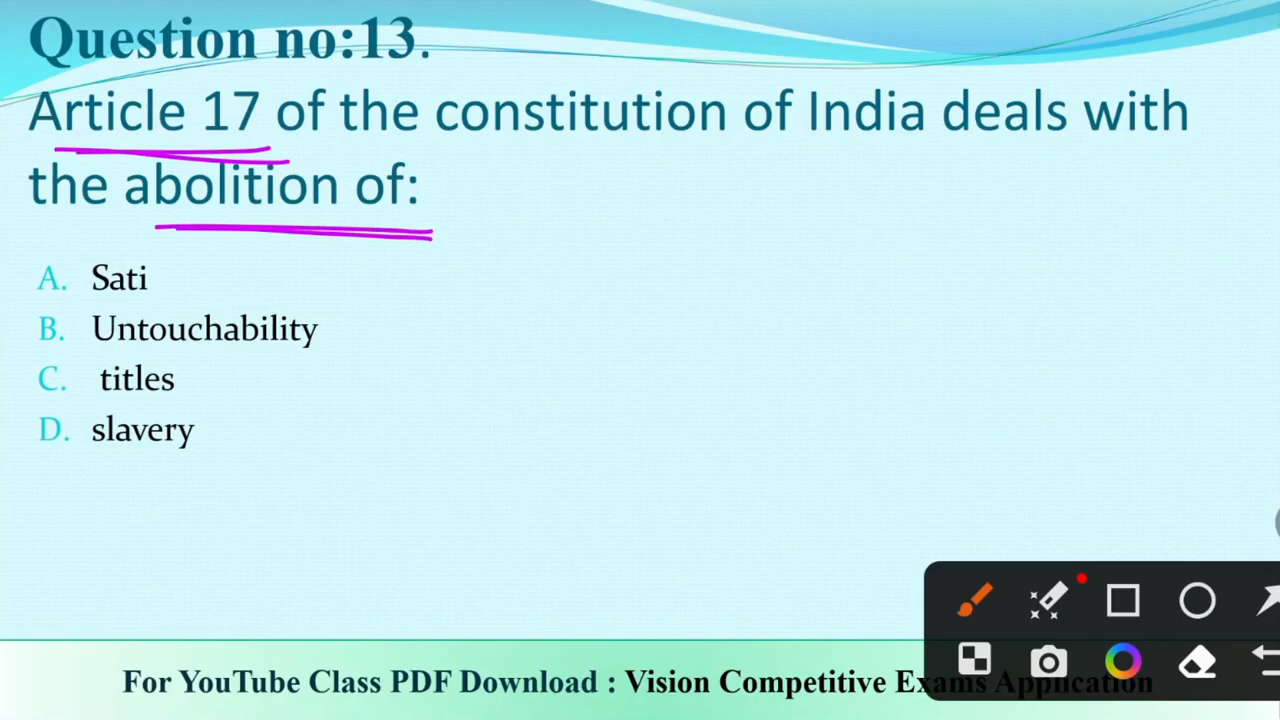 Question no:13.
Article 17 of the constitution of India deals with
the abolition of:
A. Sati
B. Untouchability
C. titles
D. slavery
For YouTube Class PDF Download : Vision Competitive Exams Application